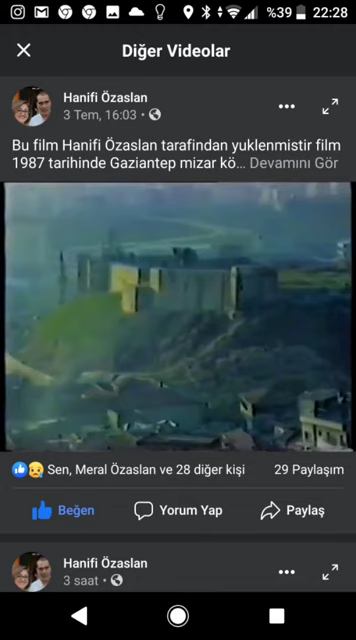 %39 22:28
Diğer Videolar
Hanifi Özaslan
3 Tem, 16:03 ·
Bu film Hanifi Özaslan tarafindan yuklenmistir film
1987 tarihinde Gaziantep mizar kö... Devamını Gör
Sen, Meral Özaslan ve 28 diğer kişi 29 Paylaşım
Beğen Yorum Yap Paylaş
Hanifi Özaslan
3 saat ·